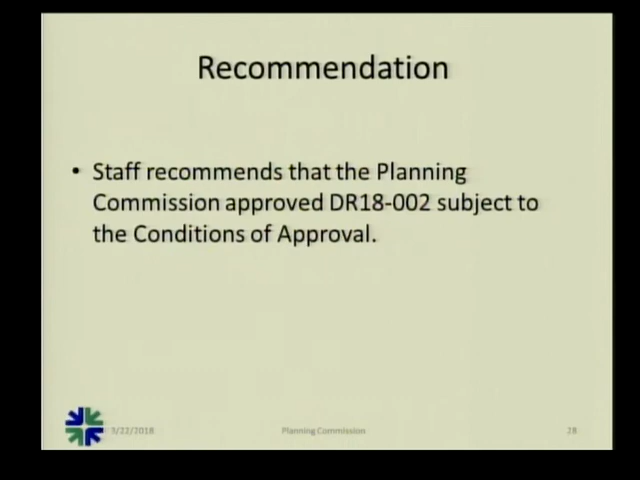 Recommendation
• Staff recommends that the Planning
Commission approved DR18-002 subject to
the Conditions of Approval.
3/22/2018
Planning Commission
28